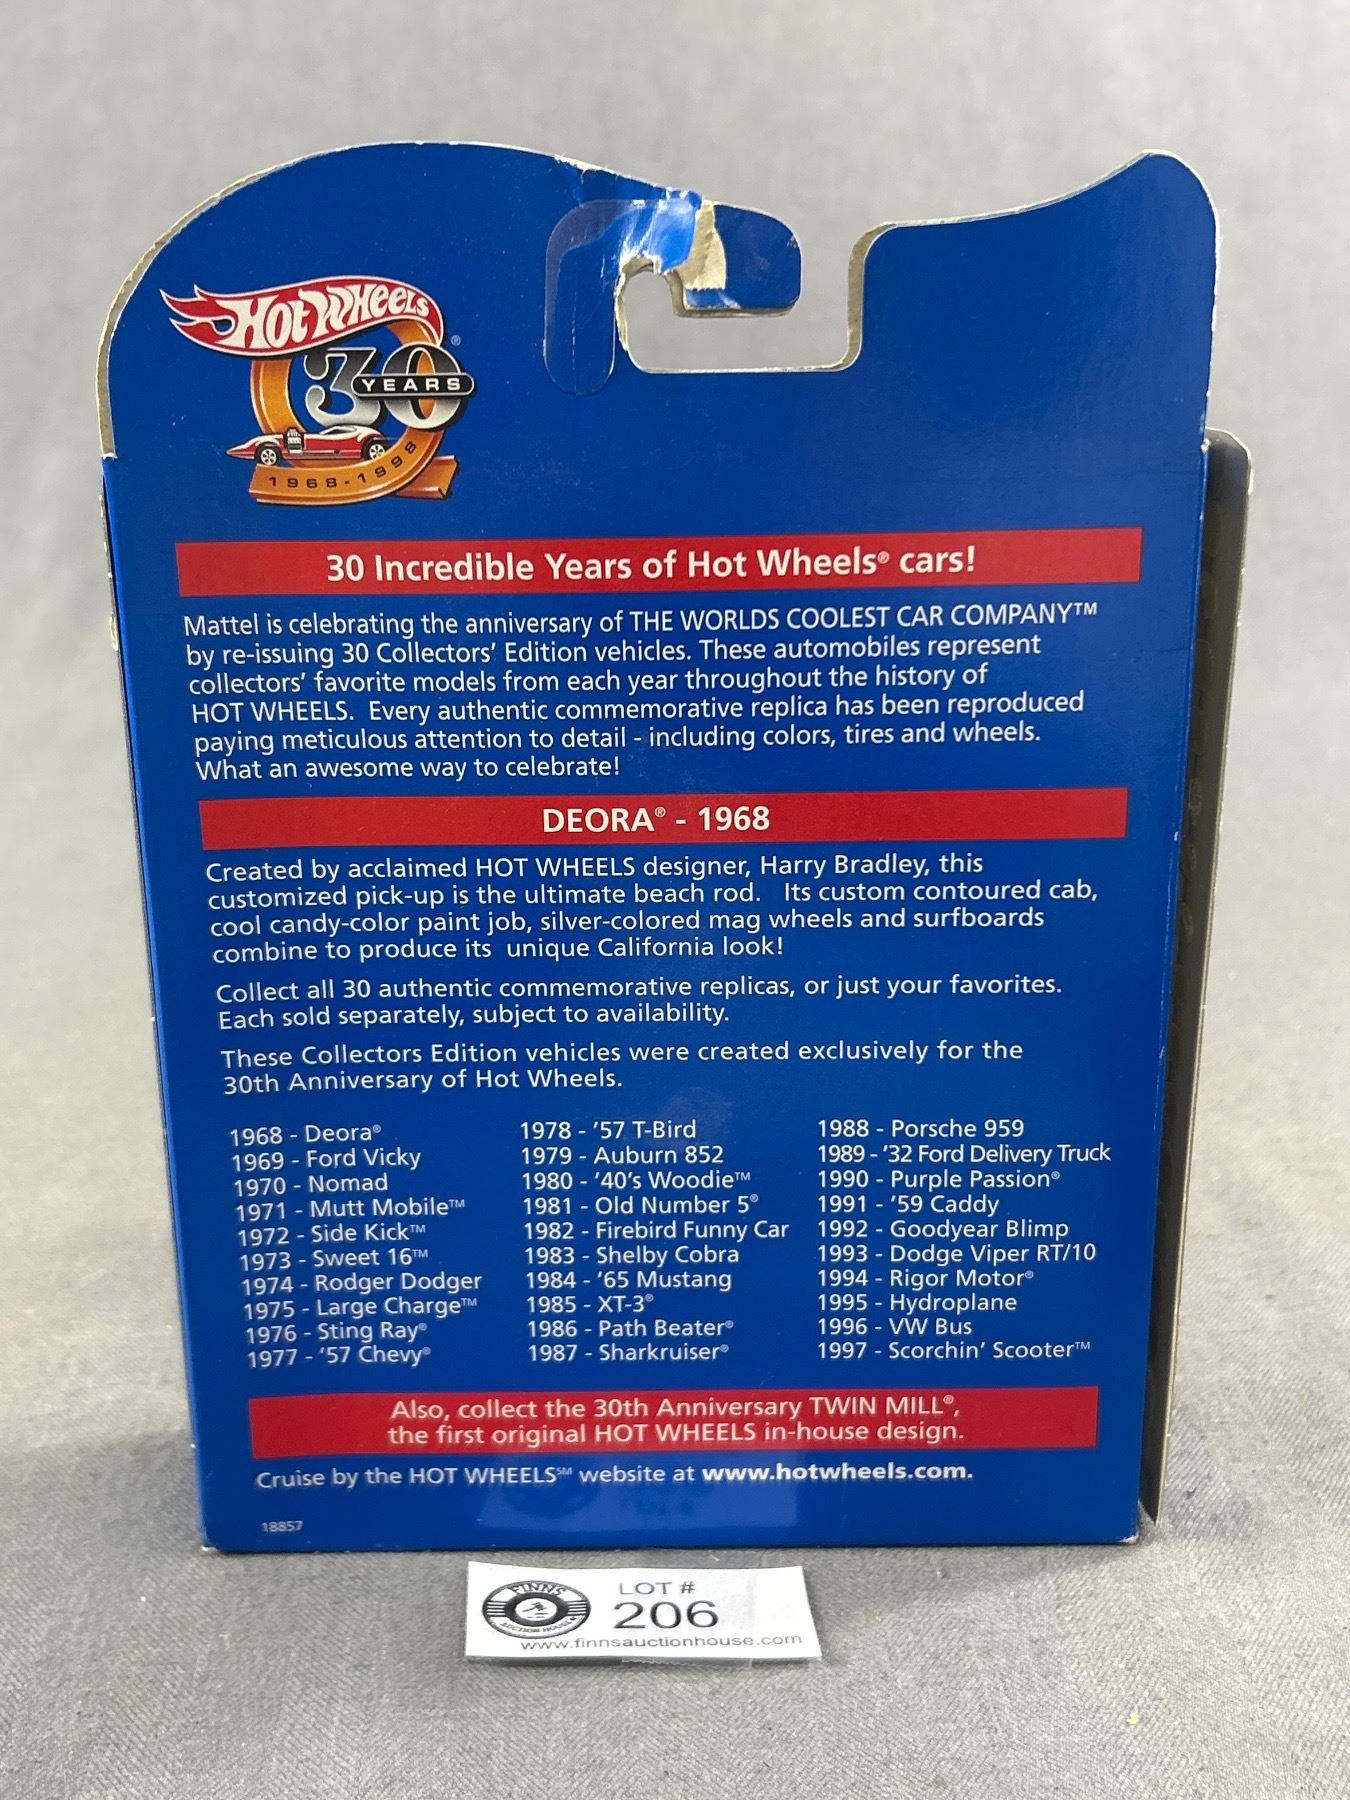 Hot Wheels®
30
YEARS
1968-1998
30 Incredible Years of Hot Wheels® cars!
Mattel is celebrating the anniversary of THE WORLDS COOLEST CAR COMPANY™
by re-issuing 30 Collectors' Edition vehicles. These automobiles represent
collectors' favorite models from each year throughout the history of
HOT WHEELS. Every authentic commemorative replica has been reproduced
paying meticulous attention to detail - including colors, tires and wheels.
What an awesome way to celebrate!
DEORA® - 1968
Created by acclaimed HOT WHEELS designer, Harry Bradley, this
customized pick-up is the ultimate beach rod. Its custom contoured cab,
cool candy-color paint job, silver-colored mag wheels and surfboards
combine to produce its unique California look!
Collect all 30 authentic commemorative replicas, or just your favorites.
Each sold separately, subject to availability.
These Collectors Edition vehicles were created exclusively for the
30th Anniversary of Hot Wheels.
1968 - Deora®
1969 - Ford Vicky
1970 - Nomad
1971 - Mutt Mobile™
1972 - Side Kick™
1973 - Sweet 16™
1974 - Rodger Dodger
1975 - Large Charge™
1976 - Sting Ray®
1977 - '57 Chevy®
1978 - '57 T-Bird
1979 - Auburn 852
1980 - '40's Woodie™
1981 - Old Number 5®
1982 - Firebird Funny Car
1983 - Shelby Cobra
1984 - '65 Mustang
1985 - XT-3®
1986 - Path Beater®
1987 - Sharkruiser®
1988 - Porsche 959
1989 - '32 Ford Delivery Truck
1990 - Purple Passion®
1991 - '59 Caddy
1992 - Goodyear Blimp
1993 - Dodge Viper RT/10
1994 - Rigor Motor®
1995 - Hydroplane
1996 - VW Bus
1997 - Scorchin' Scooter™
Also, collect the 30th Anniversary TWIN MILL®,
the first original HOT WHEELS in-house design.
Cruise by the HOT WHEELS℠ website at www.hotwheels.com.
18857
FINNS
AUCTION HOUSE
LOT #
206
www.finnsauctionhouse.com